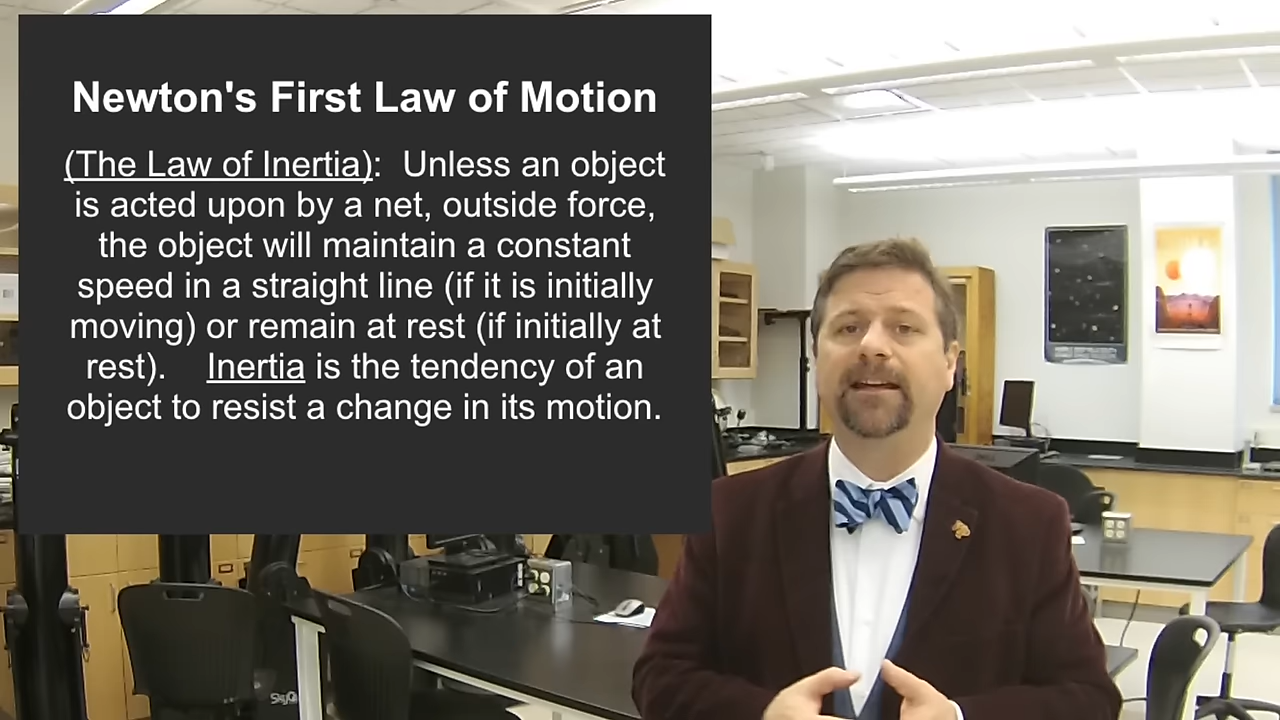 Newton's First Law of Motion
(The Law of Inertia): Unless an object
is acted upon by a net, outside force,
the object will maintain a constant
speed in a straight line (if it is initially
moving) or remain at rest (if initially at
rest). Inertia is the tendency of an
object to resist a change in its motion.